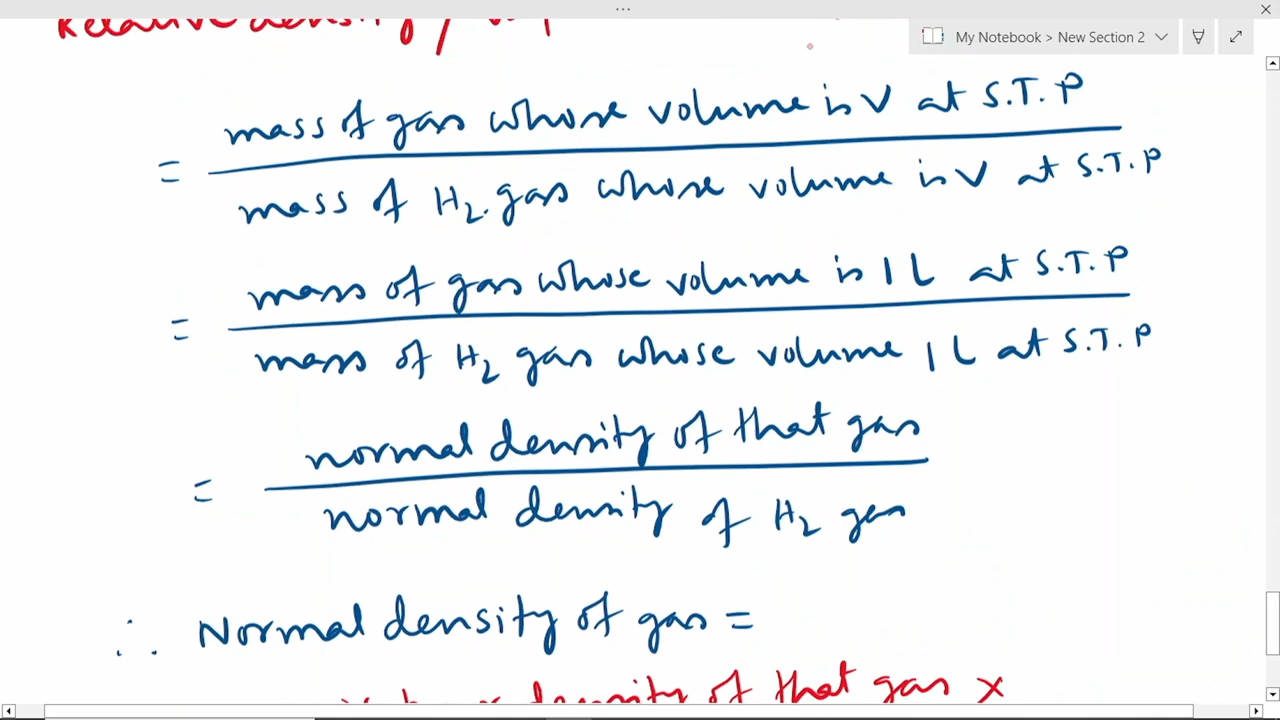 ...
My Notebook > New Section 2
Relative density /
mass of gas whose volume is V at S.T.P
=
mass of H2 gas whose volume is V at S.T.P
mass of gas whose volume is 1 L at S.T.P
=
mass of H2 gas whose volume 1 L at S.T.P
normal density of that gas
=
normal density of H2 gas
∴ Normal density of gas =
density of that gas x